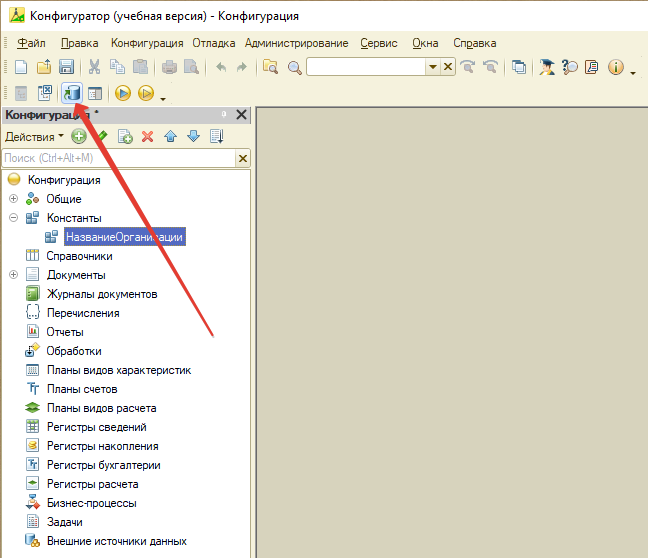 Конфигуратор (учебная версия) - Конфигурация
Файл Правка Конфигурация Отладка Администрирование Сервис Окна Справка
Конфигурация *
Действия
Поиск (Ctrl+Alt+M)
Конфигурация
Общие
Константы
НазваниеОрганизации
Справочники
Документы
Журналы документов
Перечисления
Отчеты
Обработки
Планы видов характеристик
Планы счетов
Планы видов расчета
Регистры сведений
Регистры накопления
Регистры бухгалтерии
Регистры расчета
Бизнес-процессы
Задачи
Внешние источники данных